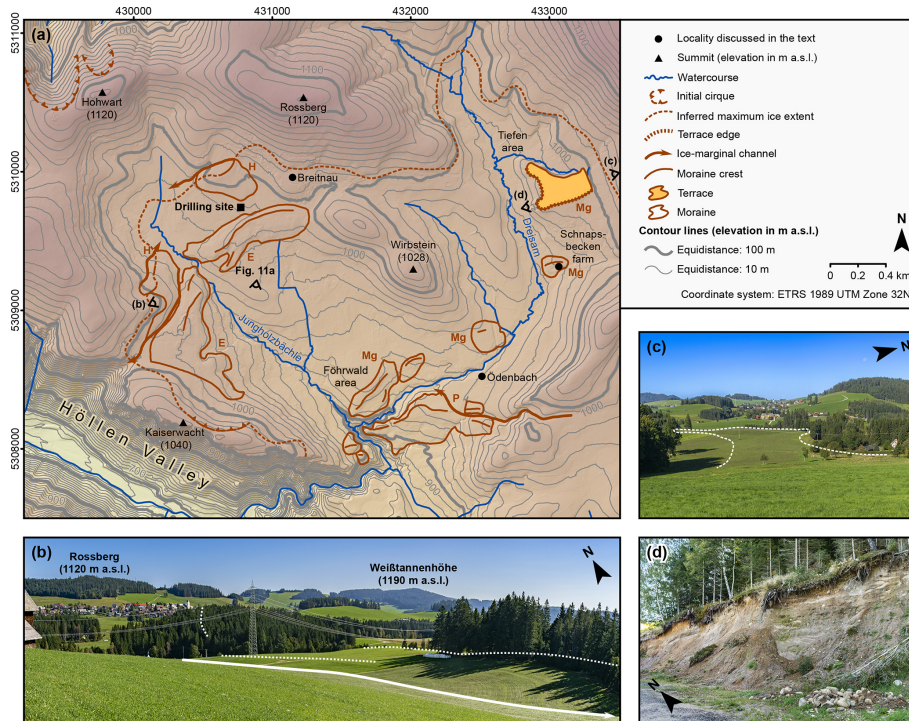 430000
431000
432000
433000
5311000
5310000
5309000
5308000
(a)
1100
1000
Hohwart
(1120)
Rossberg
(1120)
Tiefen
area
(c)
H
Breitnau
(d)
Mg
Drilling site
Dreisam
Schnaps-
becken
farm
Wirbstein
(1028)
H
E
Fig. 11a
Mg
(b)
Jungholzbächle
Mg
E
Föhrwald
area
Mg
Ödenbach
P
1000
1000
Kaiserwacht
(1040)
Höllen Valley
900
Locality discussed in the text
Summit (elevation in m a.s.l.)
Watercourse
Initial cirque
Inferred maximum ice extent
Terrace edge
Ice-marginal channel
Moraine crest
Terrace
Moraine
Contour lines (elevation in m a.s.l.)
Equidistance: 100 m
Equidistance: 10 m
N
0 0.4 km
Coordinate system: ETRS 1989 UTM Zone 32N
(c)
N
(b)
Rossberg
(1120 m a.s.l.)
Weißtannenhöhe
(1190 m a.s.l.)
N
(d)
N